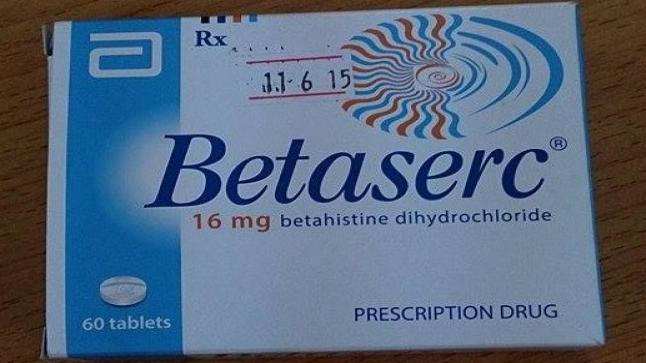 Rx
11-6 15
Betaserc®
16 mg betahistine dihydrochloride
60 tablets
PRESCRIPTION DRUG